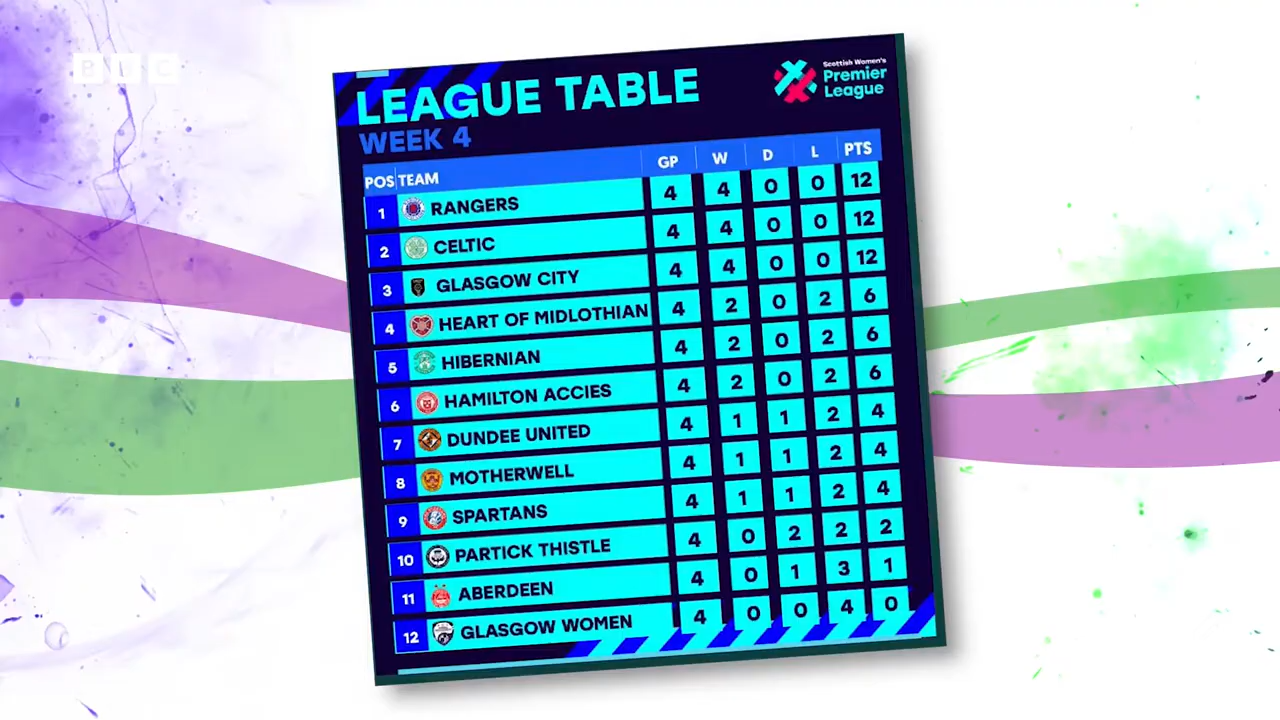 BBC
LEAGUE TABLE
WEEK 4
Scottish Women's
Premier
League
POS TEAM GP W D L PTS
1 RANGERS 4 4 0 0 12
2 CELTIC 4 4 0 0 12
3 GLASGOW CITY 4 4 0 0 12
4 HEART OF MIDLOTHIAN 4 2 0 2 6
5 HIBERNIAN 4 2 0 2 6
6 HAMILTON ACCIES 4 2 0 2 6
7 DUNDEE UNITED 4 1 1 2 4
8 MOTHERWELL 4 1 1 2 4
9 SPARTANS 4 1 1 2 4
10 PARTICK THISTLE 4 0 2 2 2
11 ABERDEEN 4 0 1 3 1
12 GLASGOW WOMEN 4 0 0 4 0